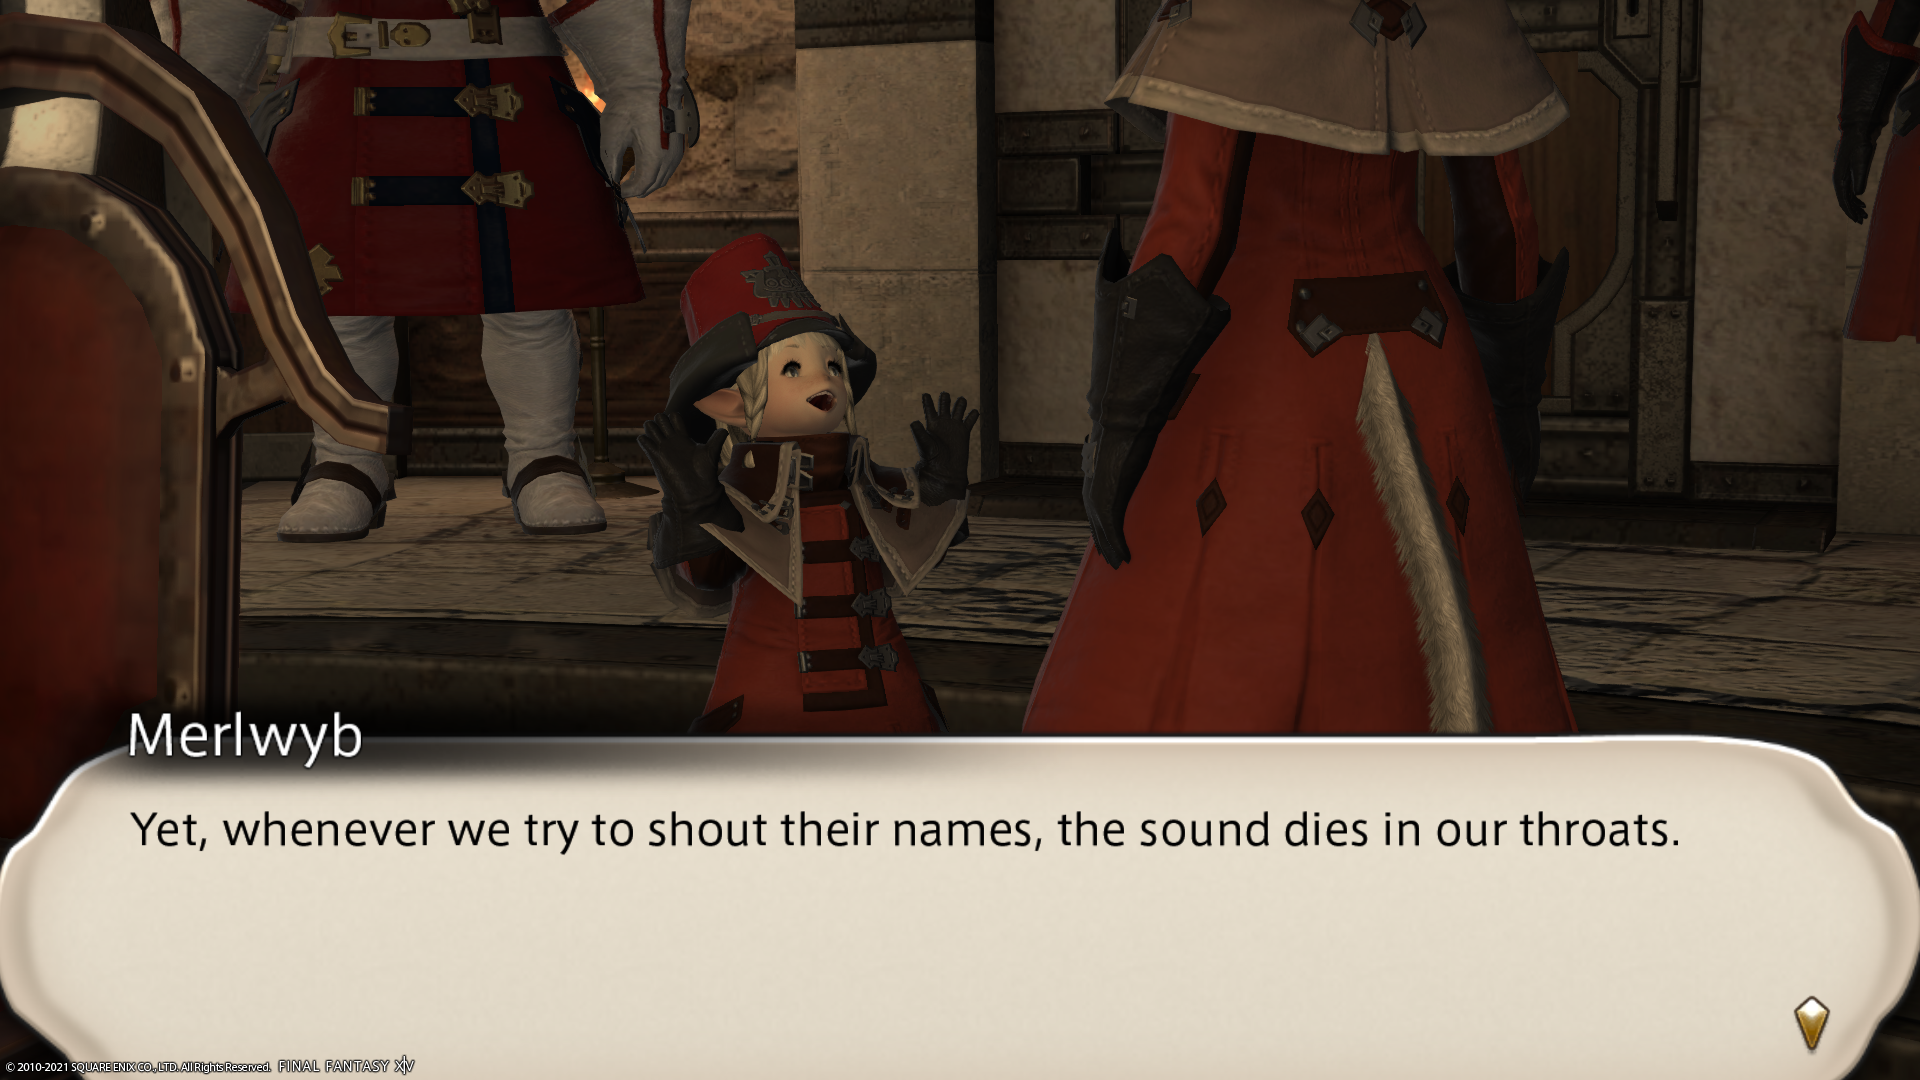 Merlwyb
Yet, whenever we try to shout their names, the sound dies in our throats.
© 2010-2021 SQUARE ENIX CO., LTD. All Rights Reserved. FINAL FANTASY XIV